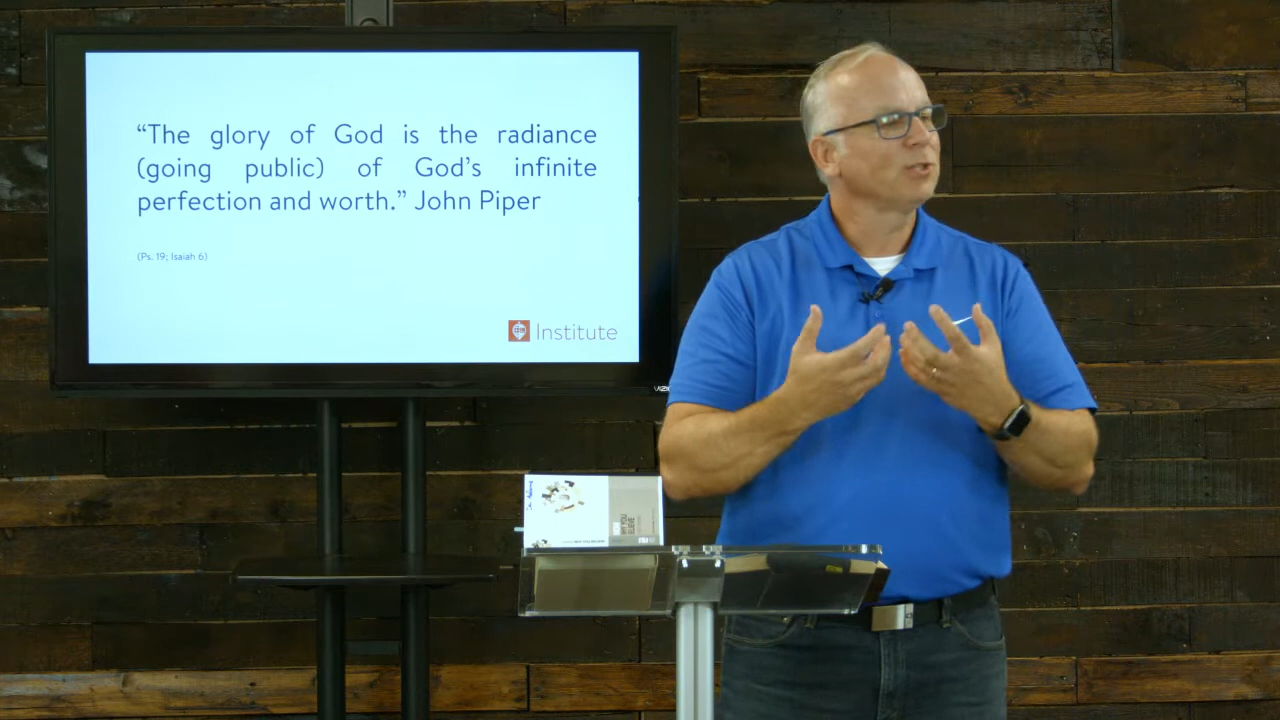 “The glory of God is the radiance
(going public) of God’s infinite
perfection and worth.” John Piper
(Ps. 19; Isaiah 6)
Institute